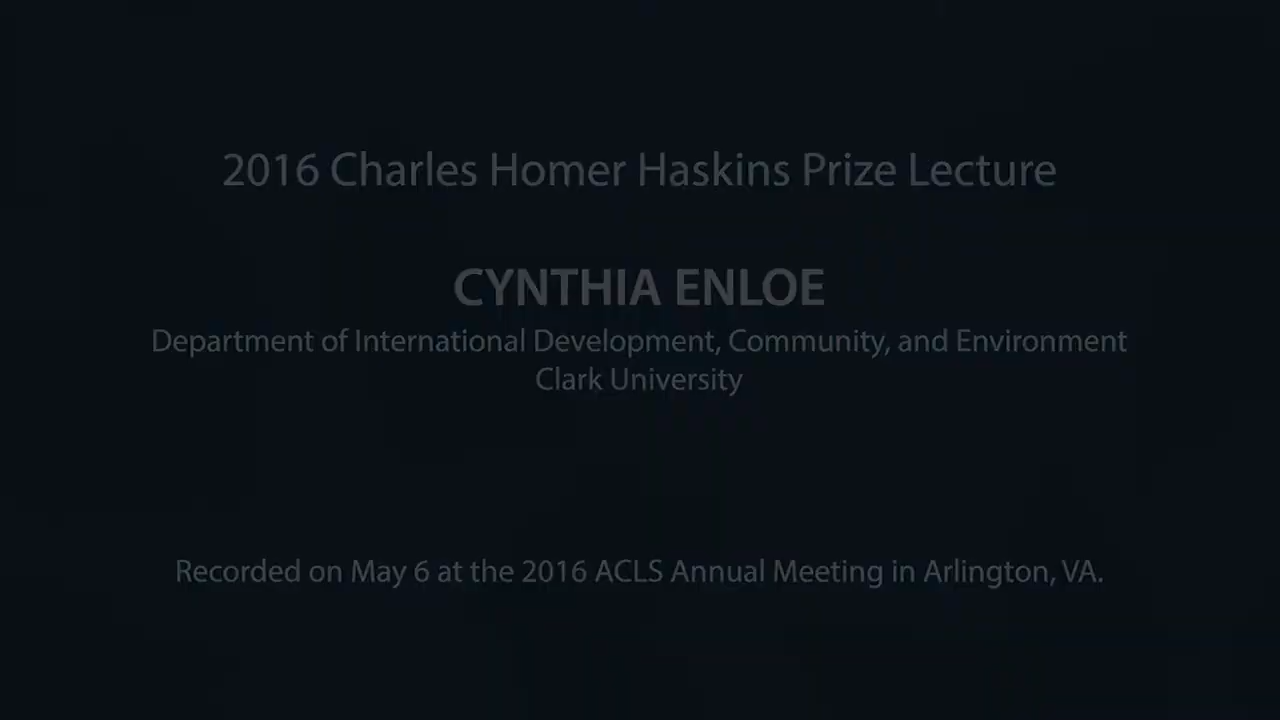 2016 Charles Homer Haskins Prize Lecture
CYNTHIA ENLOE
Department of International Development, Community, and Environment
Clark University
Recorded on May 6 at the 2016 ACLS Annual Meeting in Arlington, VA.